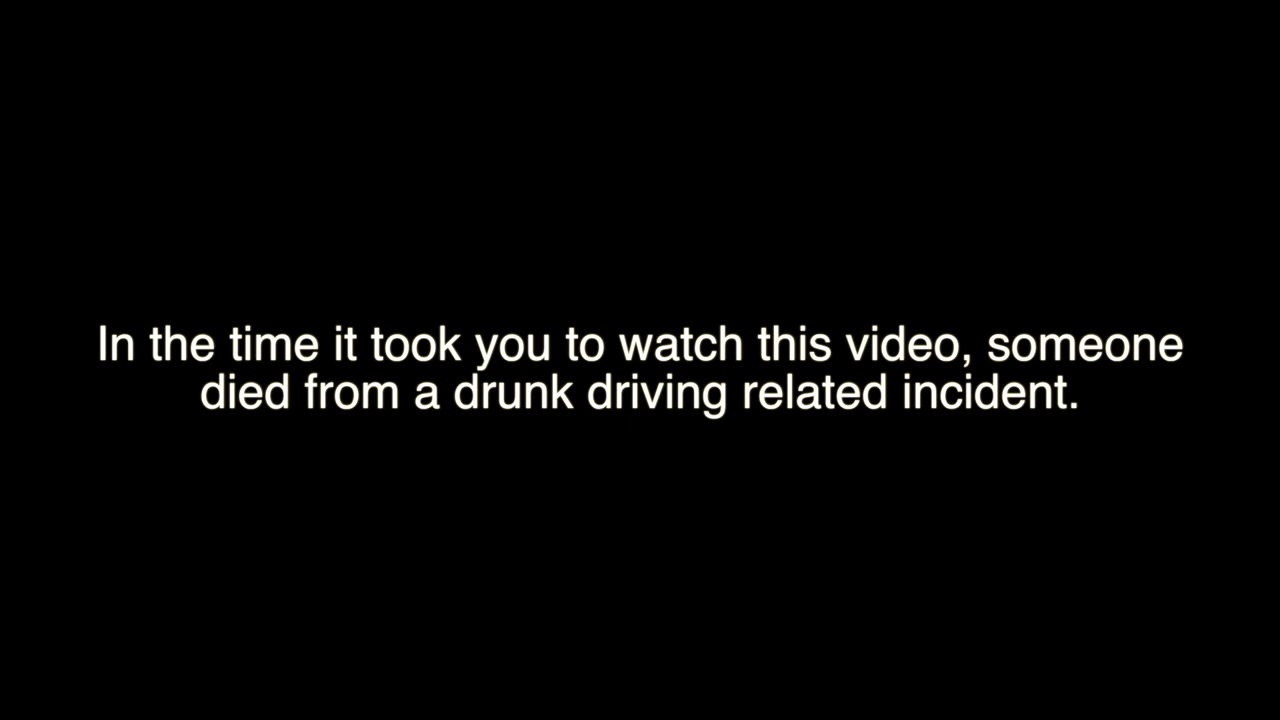 In the time it took you to watch this video, someone
died from a drunk driving related incident.